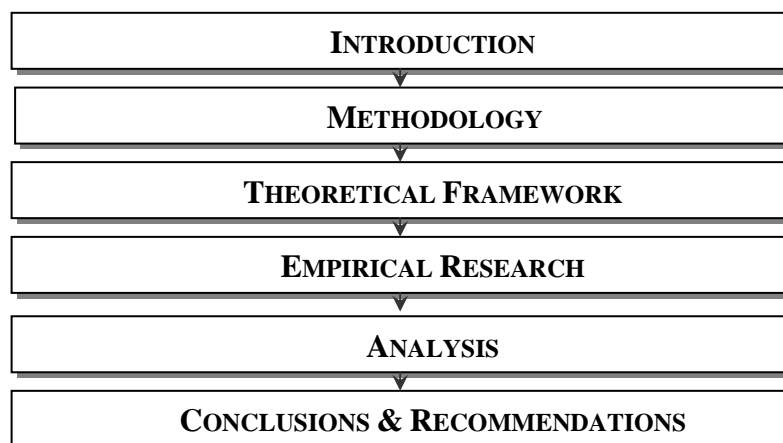 INTRODUCTION
METHODOLOGY
THEORETICAL FRAMEWORK
EMPIRICAL RESEARCH
ANALYSIS
CONCLUSIONS & RECOMMENDATIONS